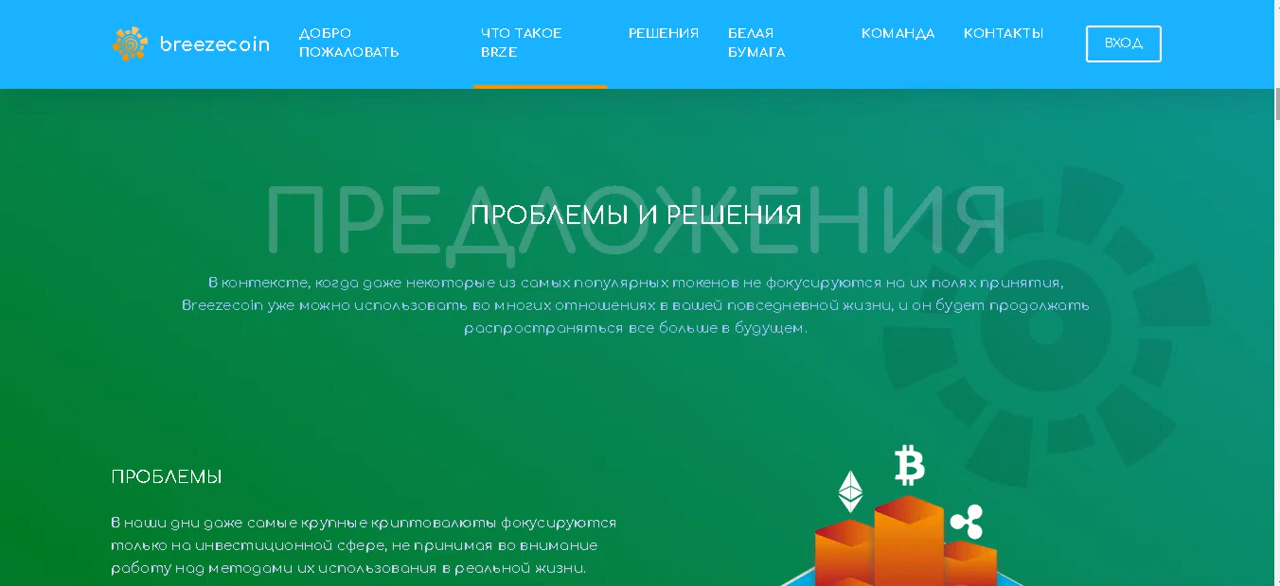 breezecoin
ДОБРО
ПОЖАЛОВАТЬ
ЧТО ТАКОЕ
BRZE
РЕШЕНИЯ
БЕЛАЯ
БУМАГА
КОМАНДА
КОНТАКТЫ
ВХОД
ПРЕДЛОЖЕНИЯ
ПРОБЛЕМЫ И РЕШЕНИЯ
В контексте, когда даже некоторые из самых популярных токенов не фокусируются на их полях принятия,
Breezecoin уже можно использовать во многих отношениях в вашей повседневной жизни, и он будет продолжать
распространяться все больше в будущем.
ПРОБЛЕМЫ
В наши дни даже самые крупные криптовалюты фокусируются
только на инвестиционной сфере, не принимая во внимание
работу над методами их использования в реальной жизни.